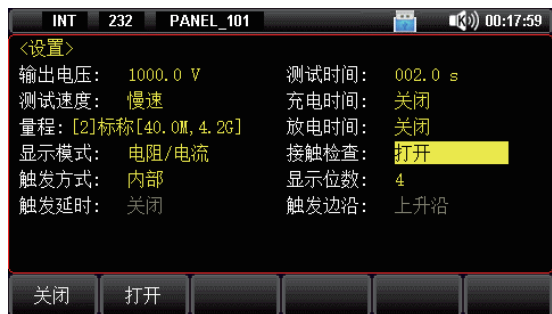 INT 232 PANEL_101 00:17:59
<设置>
输出电压: 1000.0 V 测试时间: 002.0 s
测试速度: 慢速 充电时间: 关闭
量程: [2]标称[40.0M,4.2G] 放电时间: 关闭
显示模式: 电阻/电流 接触检查: 打开
触发方式: 内部 显示位数: 4
触发延时: 关闭 触发边沿: 上升沿
关闭 打开